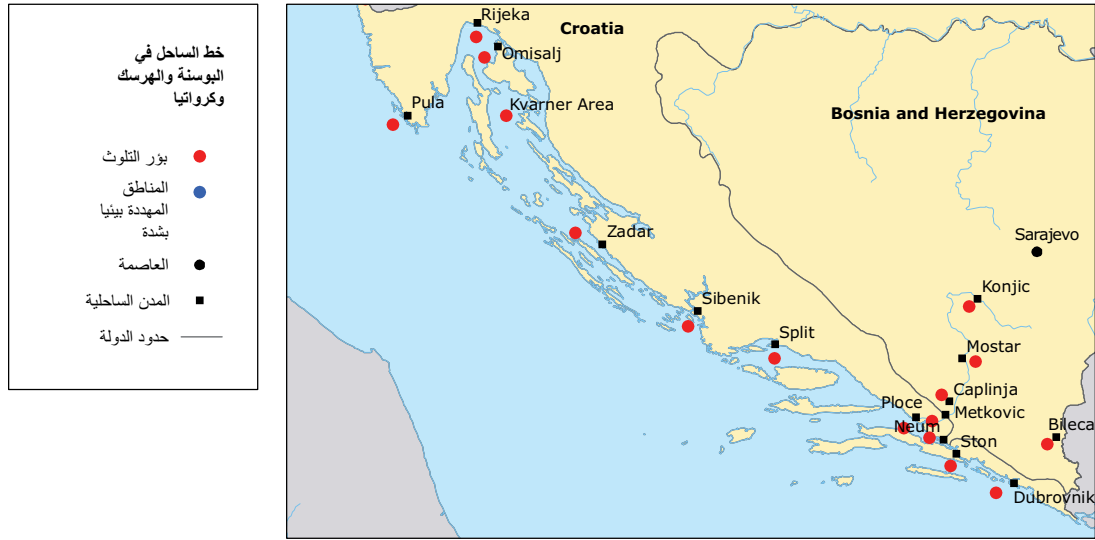 خط الساحل في
البوسنة والهرسك
وكرواتيا
بؤر التلوث
المناطق
المهددة بيئيا
بشدة
العاصمة
المدن الساحلية
حدود الدولة
Rijeka
Croatia
Omisalj
Pula
Kvarner Area
Bosnia and Herzegovina
Zadar
Sarajevo
Sibenik
Konjic
Split
Mostar
Caplinja
Ploce
Metkovic
Neum
Ston
Bileca
Dubrovnik